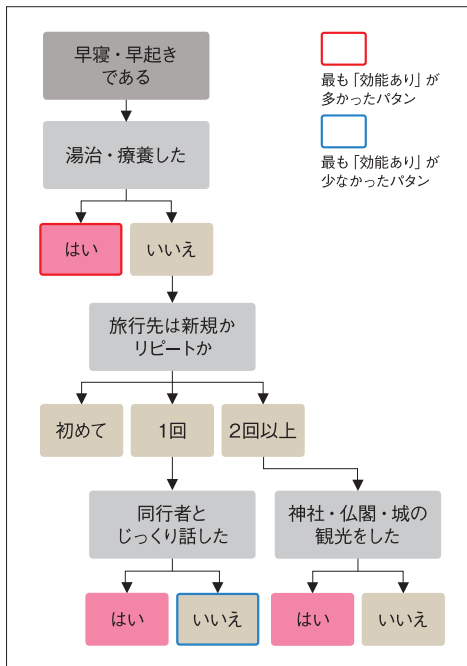 早寝・早起き
である
最も「効能あり」が
多かったパタン
湯治・療養した
最も「効能あり」が
少なかったパタン
はい
いいえ
旅行先は新規か
リピートか
初めて
1回
2回以上
同行者と
じっくり話した
神社・仏閣・城の
観光をした
はい
いいえ
はい
いいえ